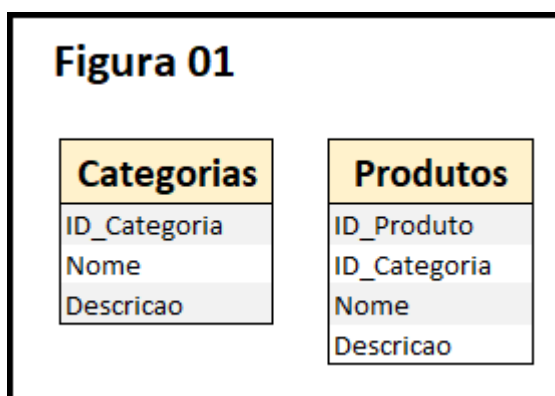 Figura 01
Categorias
ID_Categoria
Nome
Descricao
Produtos
ID_Produto
ID_Categoria
Nome
Descricao